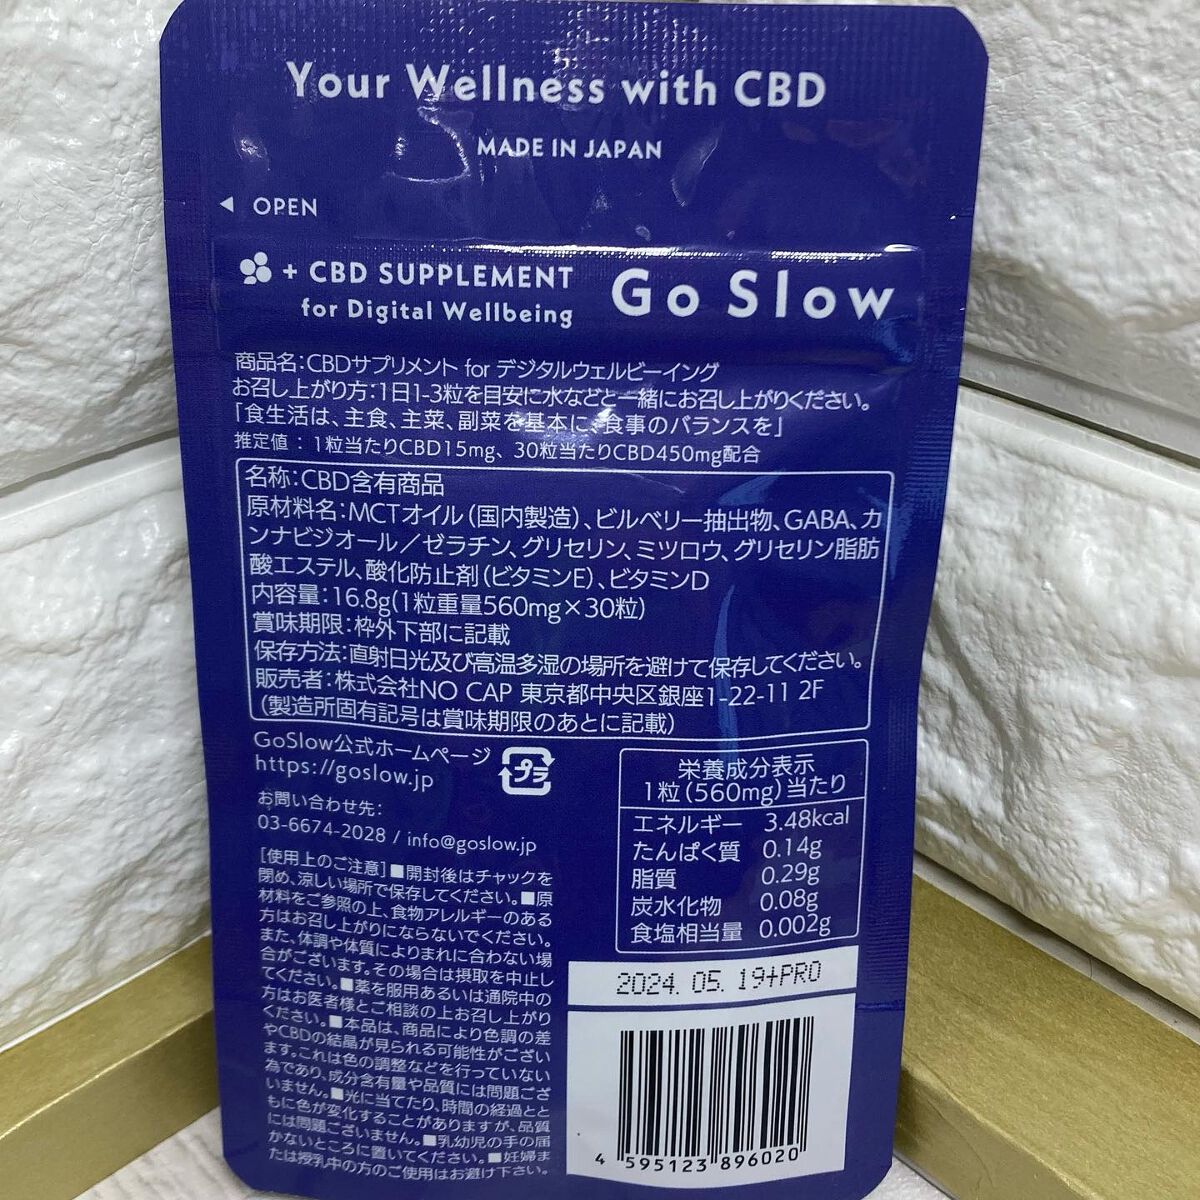 Your Wellness with CBD
MADE IN JAPAN
◀ OPEN
+ CBD SUPPLEMENT
for Digital Wellbeing
Go Slow
商品名:CBDサプリメント for デジタルウェルビーイング
お召し上がり方:1日1-3粒を目安に水などと一緒にお召し上がりください。
「食生活は、主食、主菜、副菜を基本に、食事のバランスを」
推定値:1粒当たりCBD15mg、30粒当たりCBD450mg配合
名称:CBD含有商品
原材料名:MCTオイル(国内製造)、ビルベリー抽出物、GABA、カ
ンナビジオール/ゼラチン、グリセリン、ミツロウ、グリセリン脂肪
酸エステル、酸化防止剤(ビタミンE)、ビタミンD
内容量:16.8g(1粒重量560mg×30粒)
賞味期限:枠外下部に記載
保存方法:直射日光及び高温多湿の場所を避けて保存してください。
販売者:株式会社NO CAP 東京都中央区銀座1-22-11 2F
(製造所固有記号は賞味期限のあとに記載)
GoSlow公式ホームページ
https://goslow.jp
プラ
お問い合わせ先:
03-6674-2028 / info@goslow.jp
[使用上のご注意]■開封後はチャックを
閉め、涼しい場所で保存してください。■原
材料をご参照の上、食物アレルギーのある
方はお召し上がりにならないでください。
また、体調や体質によりまれに合わない場
合がございます。その場合は摂取を中止し
てください。■薬を服用あるいは通院中の
方はお医者様とご相談の上お召し上がり
ください。■本品は、商品により色調の差
やCBDの結晶が見られる可能性がござい
ます。これは色の調整などを行っていない
為であり、成分含有量や品質には問題ござ
いません。■光に当てたり、時間の経過とと
もに色が変化することがありますが、品質
には問題ございません。■乳幼児の手の届
かないところに置いてください。■妊婦ま
たは授乳中の方のご使用はお避け下さい。
栄養成分表示
1粒(560mg)当たり
エネルギー 3.48kcal
たんぱく質 0.14g
脂質 0.29g
炭水化物 0.08g
食塩相当量 0.002g
2024.05.19+PRO
4 595123 896020